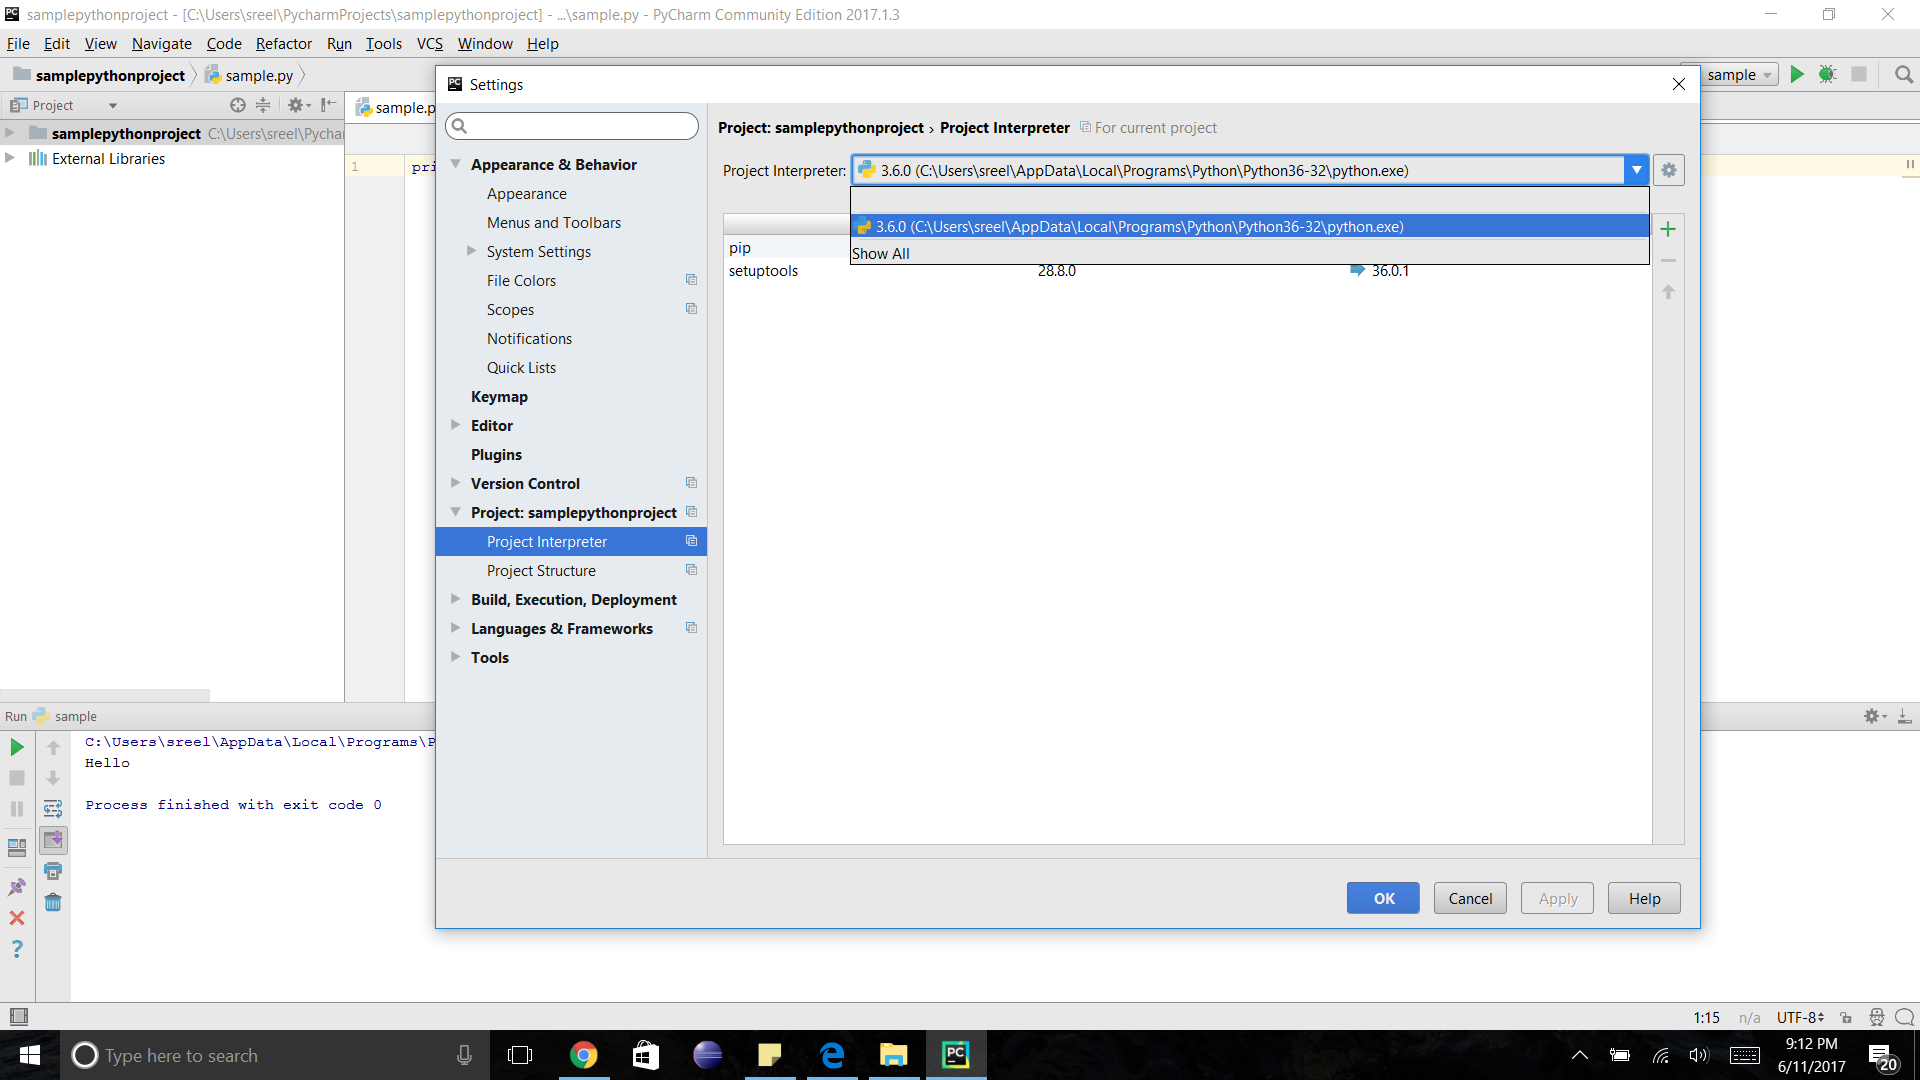 samplepythonproject - [C:\Users\sreel\PycharmProjects\samplepythonproject] - ...\sample.py - PyCharm Community Edition 2017.1.3
File Edit View Navigate Code Refactor Run Tools VCS Window Help
samplepythonproject sample.py
sample
Project
samplepythonproject C:\Users\sreel\Pychar
External Libraries
sample.p
1 pri
Settings
Appearance & Behavior
Appearance
Menus and Toolbars
System Settings
File Colors
Scopes
Notifications
Quick Lists
Keymap
Editor
Plugins
Version Control
Project: samplepythonproject
Project Interpreter
Project Structure
Build, Execution, Deployment
Languages & Frameworks
Tools
Project: samplepythonproject › Project Interpreter For current project
Project Interpreter: 3.6.0 (C:\Users\sreel\AppData\Local\Programs\Python\Python36-32\python.exe)
3.6.0 (C:\Users\sreel\AppData\Local\Programs\Python\Python36-32\python.exe)
Show All
pip
setuptools 28.8.0 36.0.1
OK Cancel Apply Help
Run sample
C:\Users\sreel\AppData\Local\Programs\P
Hello
Process finished with exit code 0
1:15 n/a UTF-8
Type here to search
9:12 PM
6/11/2017
20